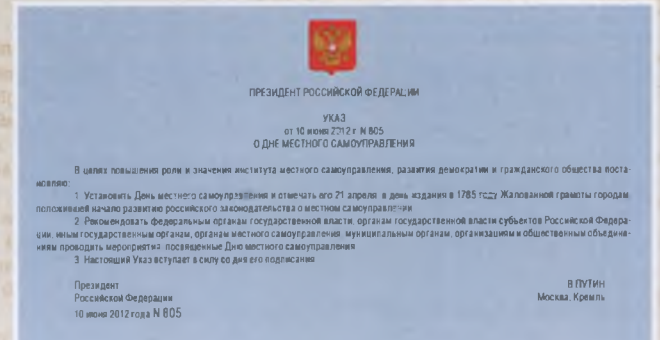 ПРЕЗИДЕНТ РОССИЙСКОЙ ФЕДЕРАЦИИ
УКАЗ
от 10 июня 2012 г. N 805
О ДНЕ МЕСТНОГО САМОУПРАВЛЕНИЯ
В целях повышения роли и значения института местного самоуправления, развития демократии и гражданского общества поста-
новляю:
1. Установить День местного самоуправления и отмечать его 21 апреля, в день издания в 1785 году Жалованной грамоты городам,
положившей начало развитию российского законодательства о местном самоуправлении.
2. Рекомендовать федеральным органам государственной власти, органам государственной власти субъектов Российской Федера-
ции, иным государственным органам, органам местного самоуправления, муниципальным органам, организациям и общественным объедине-
ниям проводить мероприятия, посвященные Дню местного самоуправления.
3. Настоящий Указ вступает в силу со дня его подписания.
Президент
Российской Федерации
В.ПУТИН
Москва, Кремль
10 июня 2012 года N 805